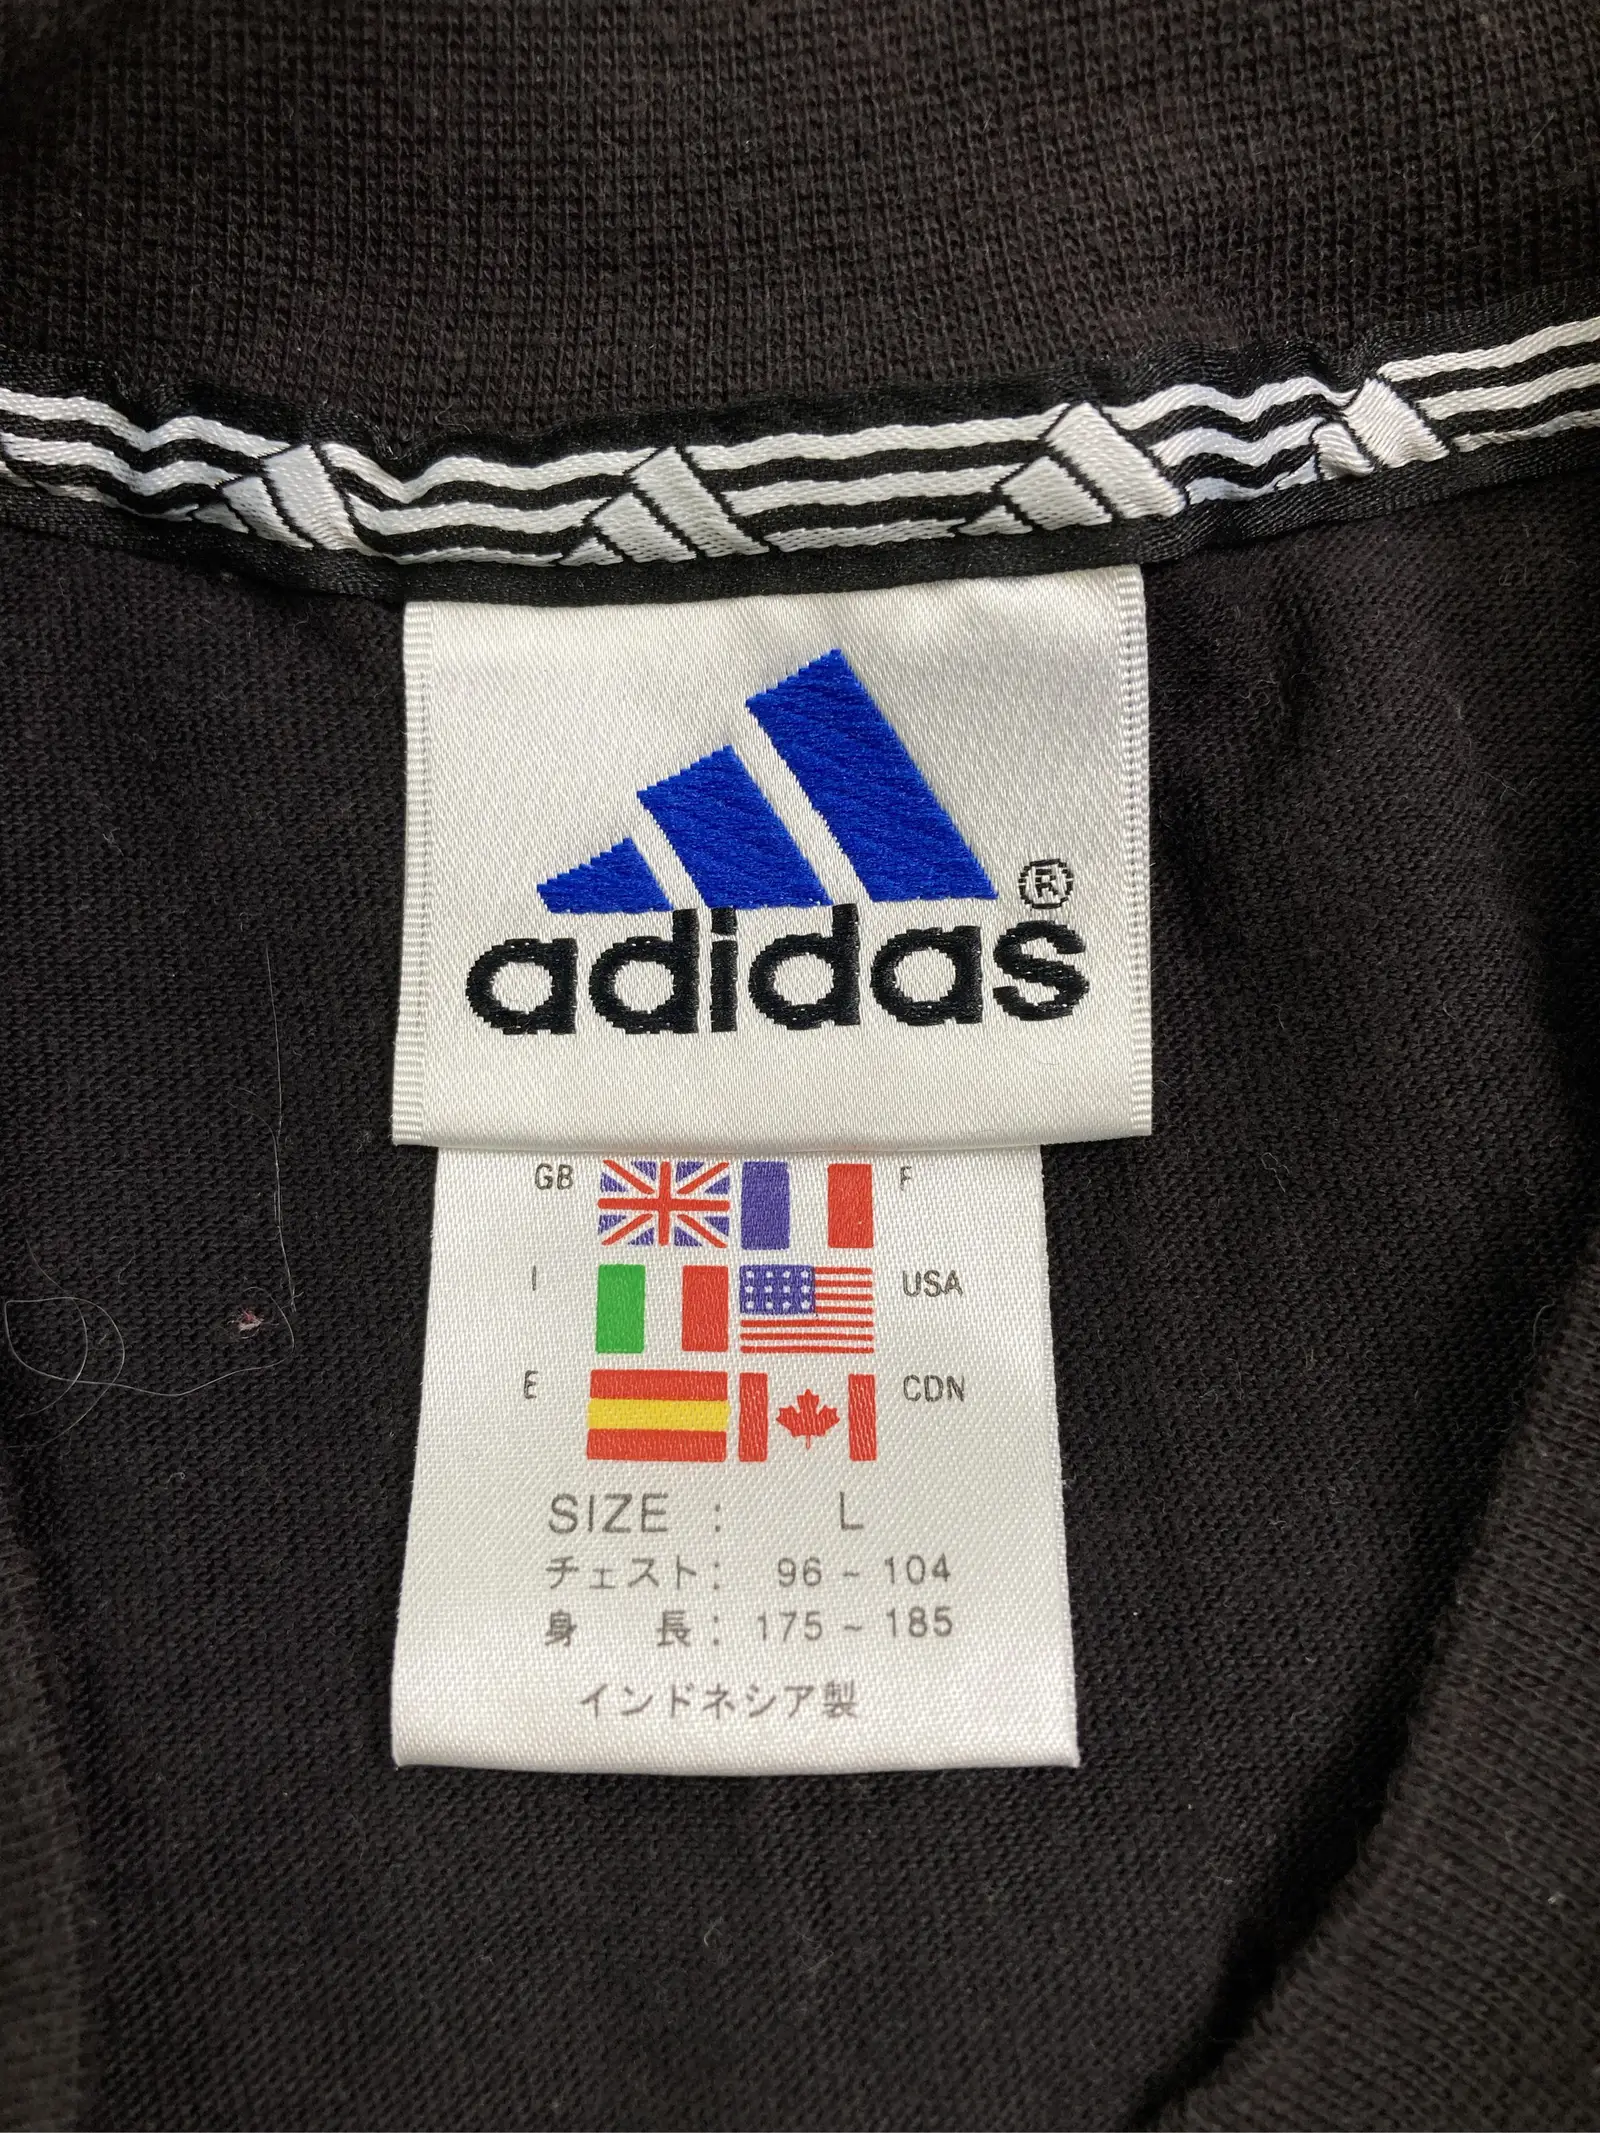 adidas®
GB F
I USA
E CDN
SIZE : L
チェスト: 96 ~ 104
身 長: 175 ~ 185
インドネシア製